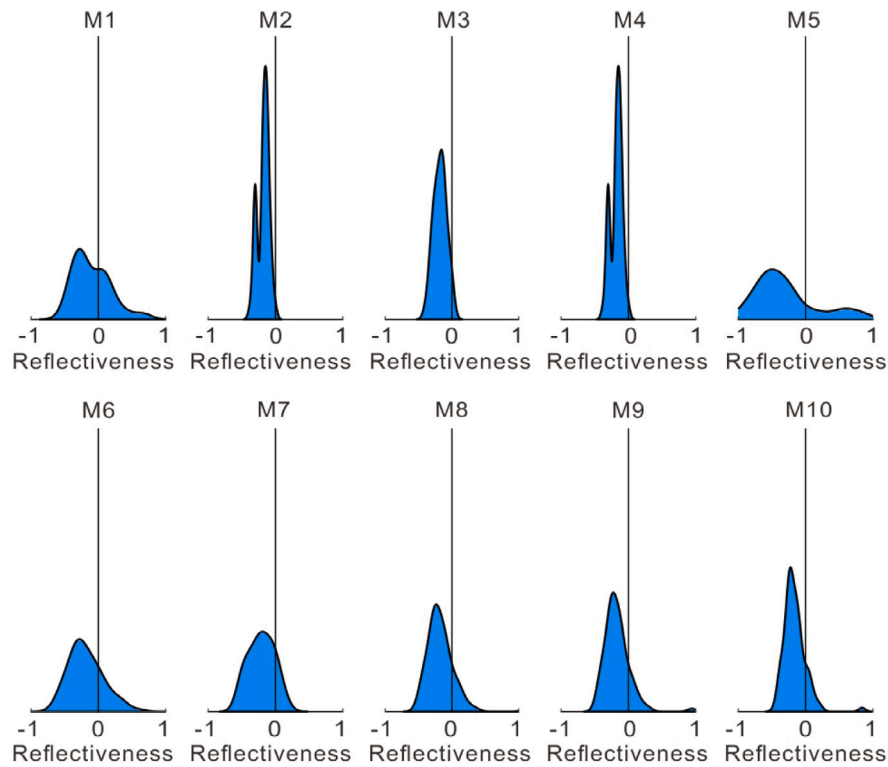 M1 M2 M3 M4 M5
-1 0 1 -1 0 1 -1 0 1 -1 0 1 -1 0 1
Reflectiveness Reflectiveness Reflectiveness Reflectiveness Reflectiveness
M6 M7 M8 M9 M10
-1 0 1 -1 0 1 -1 0 1 -1 0 1 -1 0 1
Reflectiveness Reflectiveness Reflectiveness Reflectiveness Reflectiveness